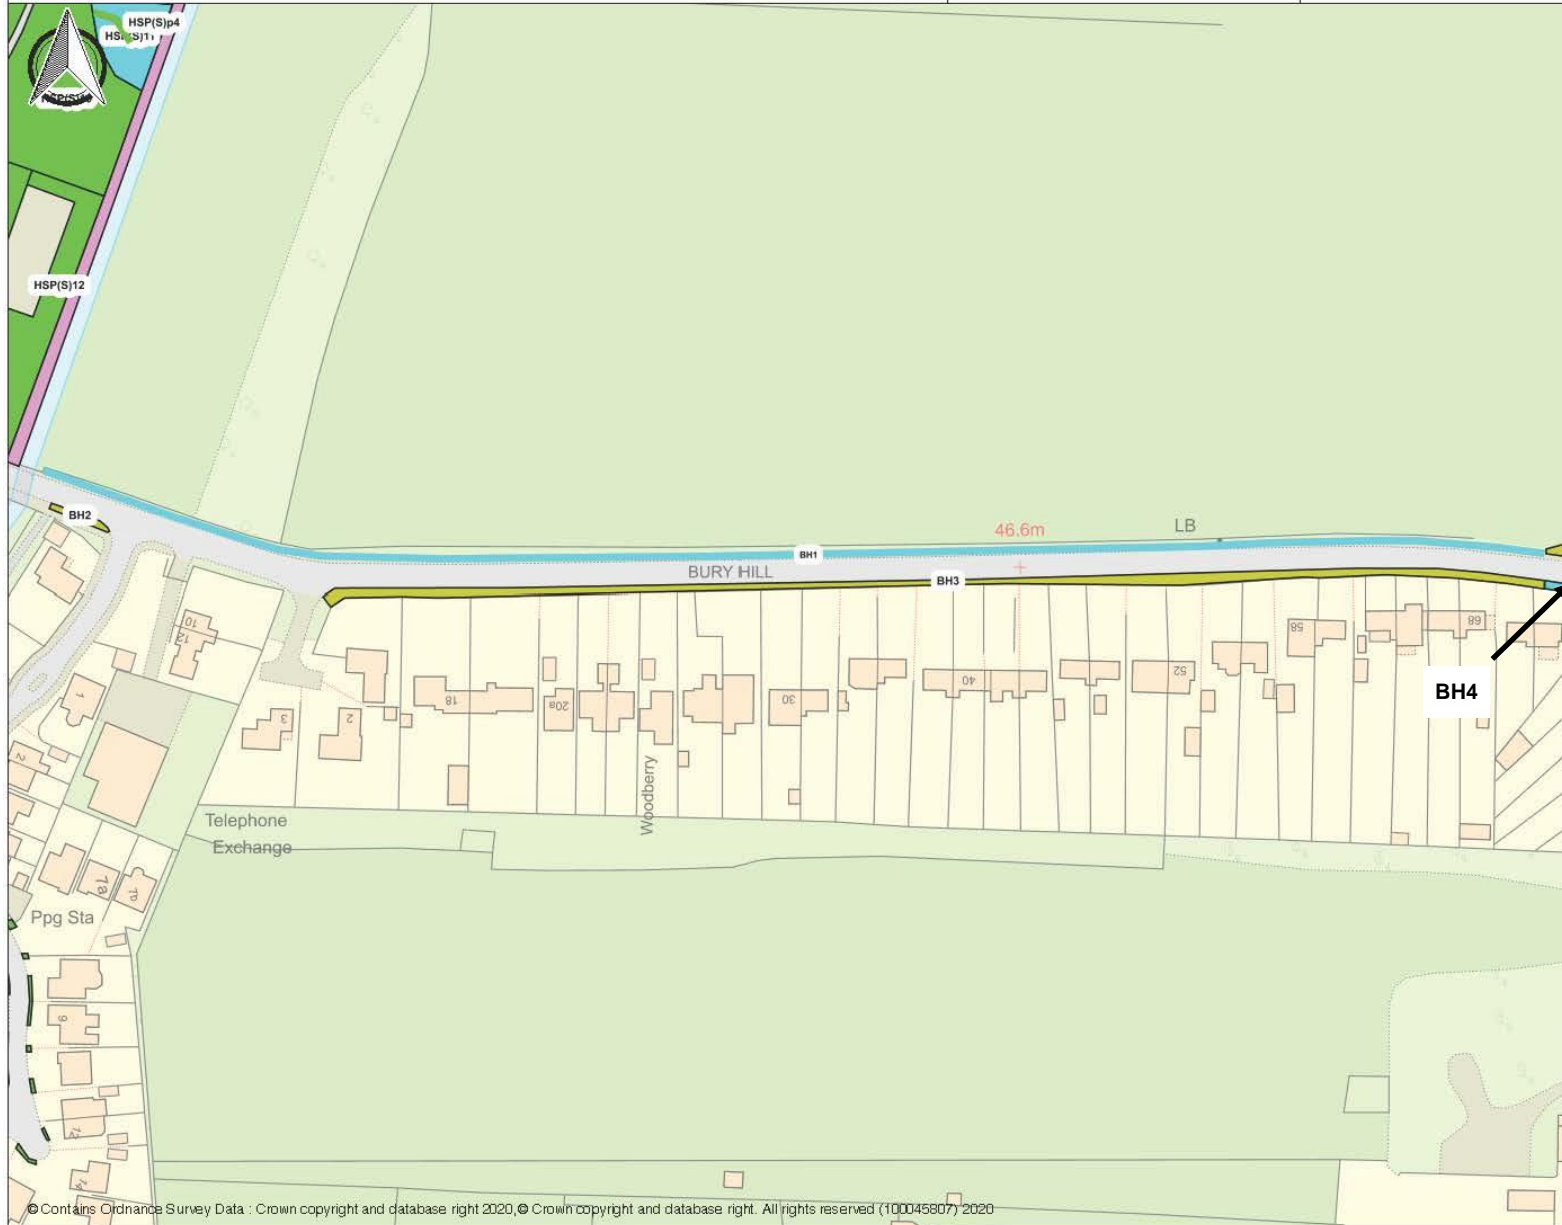 HSP(S)p4
HSP(S)11
HSP(S)12
BH2
46.6m
LB
BH1
BURY HILL
BH3
10
12
68
58
BH4
52
40
30
20a
18
1
3
2
2
Woodberry
Telephone
Exchange
7a
7b
Ppg Sta
9
12
14
© Contains Ordnance Survey Data : Crown copyright and database right 2020,© Crown copyright and database right. All rights reserved (100045807) 2020